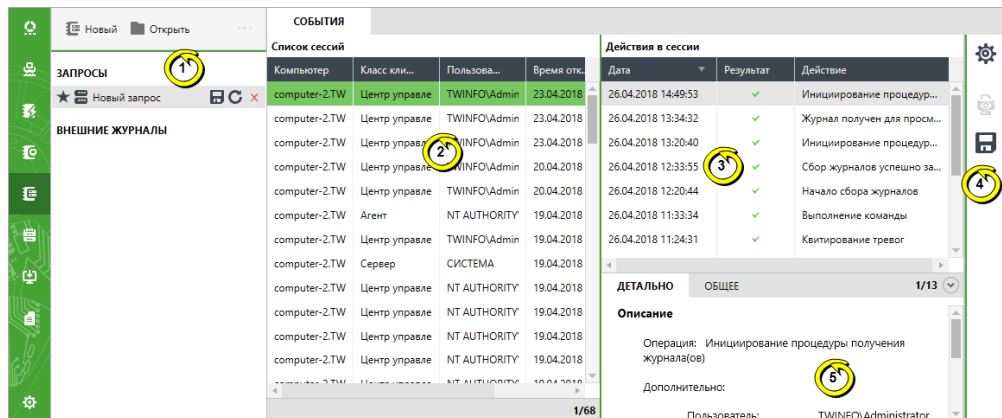 Новый Открыть ...
ЗАПРОСЫ
Новый запрос
ВНЕШНИЕ ЖУРНАЛЫ
1
СОБЫТИЯ
Список сессий
Компьютер Класс кли... Пользова... Время отк.
computer-2.TW Центр управле TWINFO\Admin 23.04.2018
computer-2.TW Центр управле TWINFO\Admin 23.04.2018
computer-2.TW Центр управле TWINFO\Admin 23.04.2018
computer-2.TW Центр управле TWINFO\Admin 20.04.2018
computer-2.TW Центр управле TWINFO\Admin 20.04.2018
computer-2.TW Агент NT AUTHORITY' 19.04.2018
computer-2.TW Центр управле TWINFO\Admin 19.04.2018
computer-2.TW Сервер СИСТЕМА 19.04.2018
computer-2.TW Центр управле NT AUTHORITY' 19.04.2018
computer-2.TW Центр управле NT AUTHORITY' 19.04.2018
computer-2.TW Центр управле NT AUTHORITY' 19.04.2018
computer-2.TW Центр управле NT AUTHORITY' 19.04.2018
2
1/68
Действия в сессии
Дата Результат Действие
26.04.2018 14:49:53 Инициирование процедур...
26.04.2018 13:34:32 Журнал получен для просм...
26.04.2018 13:20:40 Инициирование процедур...
26.04.2018 12:33:55 Сбор журналов успешно за...
26.04.2018 12:20:44 Начало сбора журналов
26.04.2018 11:33:34 Выполнение команды
26.04.2018 11:24:31 Квитирование тревог
3
ДЕТАЛЬНО ОБЩЕЕ 1/13
Описание
Операция: Инициирование процедуры получения
журнала(ов)
Дополнительно:
Пользователь: TWINFO\Administrator
5
4